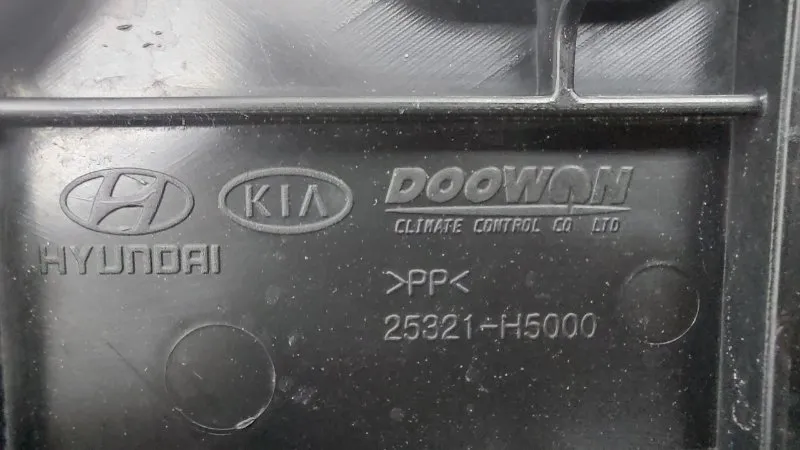 HYUNDAI
KIA
DOOWON
CLIMATE CONTROL CO LTD
>PP<
25321-H5000